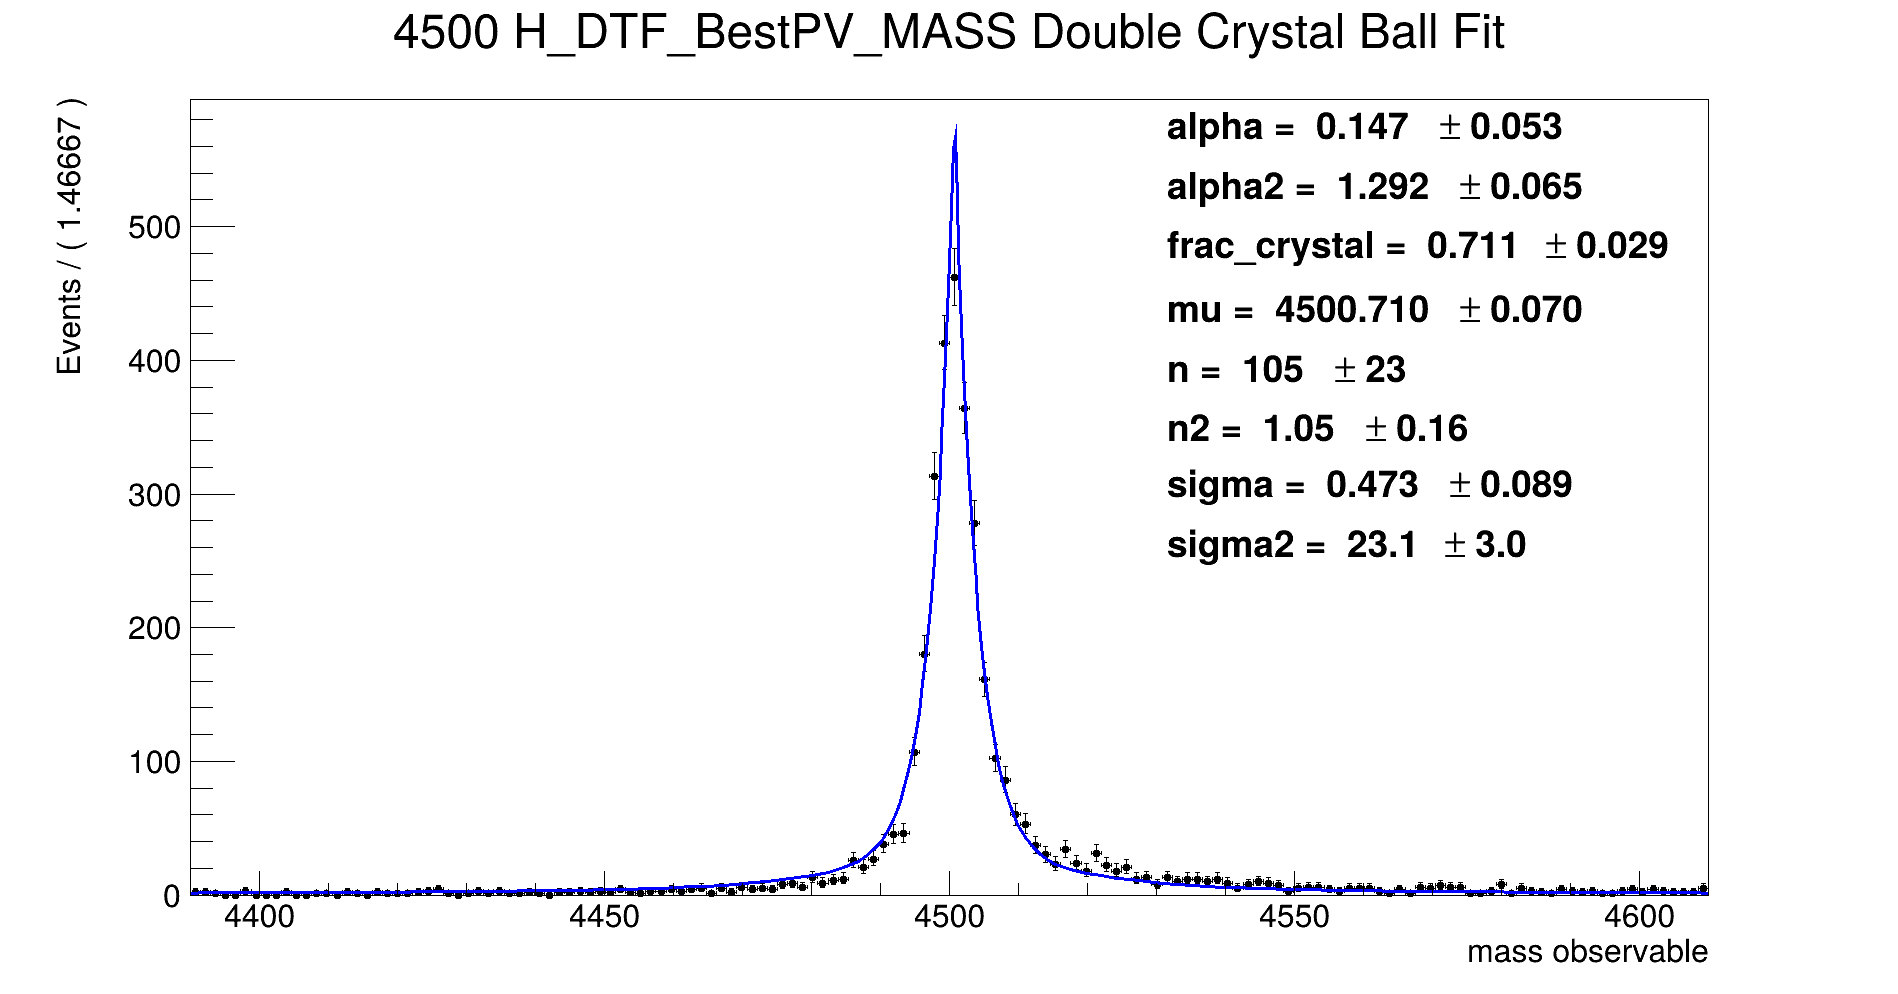 4500 H_DTF_BestPV_MASS Double Crystal Ball Fit
Events / ( 1.46667 )
alpha = 0.147 ± 0.053
alpha2 = 1.292 ± 0.065
frac_crystal = 0.711 ± 0.029
mu = 4500.710 ± 0.070
n = 105 ± 23
n2 = 1.05 ± 0.16
sigma = 0.473 ± 0.089
sigma2 = 23.1 ± 3.0
500
400
300
200
100
0
4400 4450 4500 4550 4600
mass observable